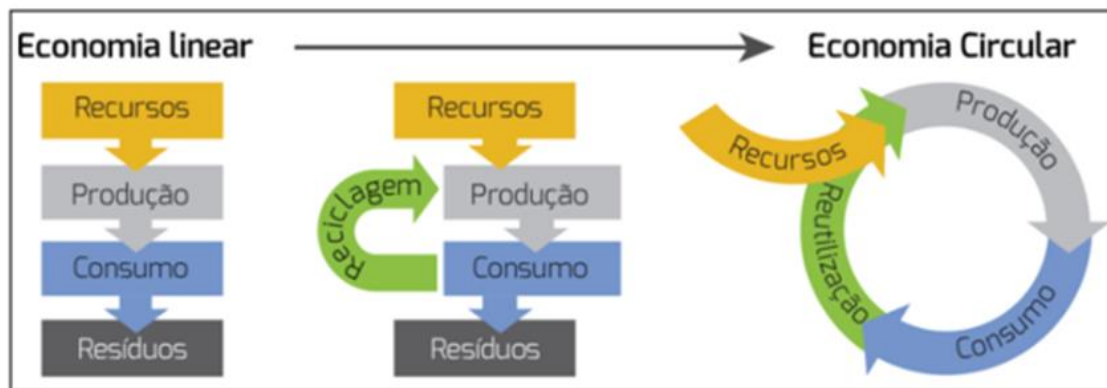 Economia linear
Economia Circular
Recursos
Produção
Consumo
Resíduos
Recursos
Produção
Reciclagem
Consumo
Resíduos
Recursos
Produção
Consumo
Reutilização